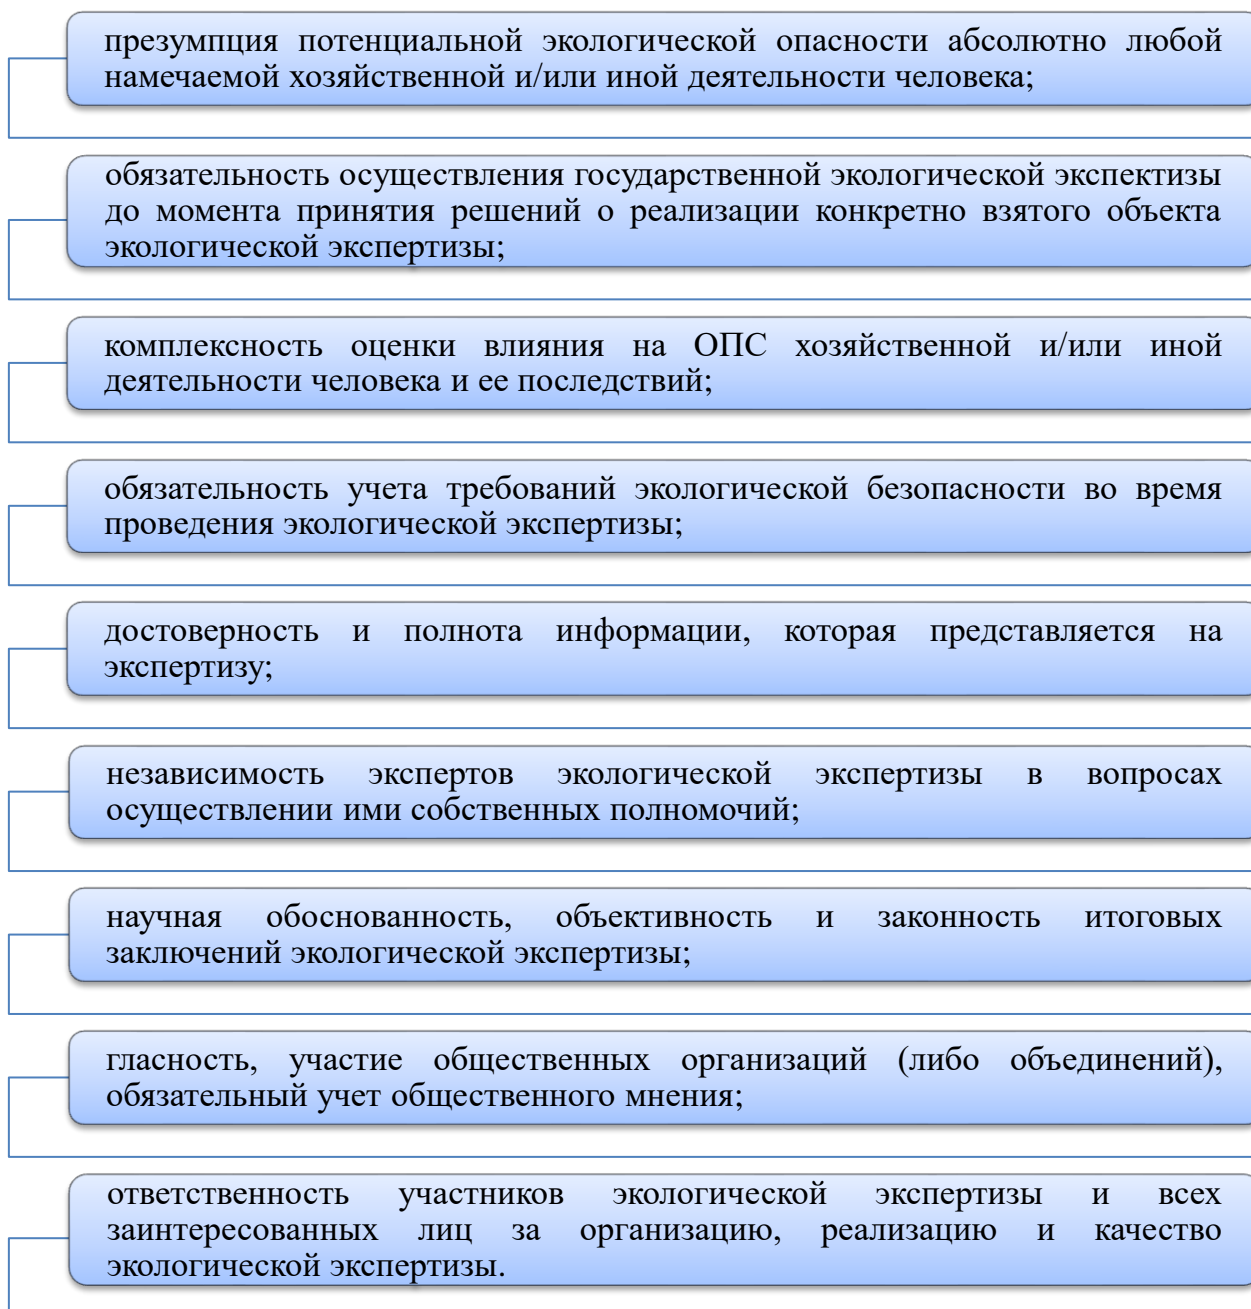 презумпция потенциальной экологической опасности абсолютно любой
намечаемой хозяйственной и/или иной деятельности человека;
обязательность осуществления государственной экологической экспектизы
до момента принятия решений о реализации конкретно взятого объекта
экологической экспертизы;
комплексность оценки влияния на ОПС хозяйственной и/или иной
деятельности человека и ее последствий;
обязательность учета требований экологической безопасности во время
проведения экологической экспертизы;
достоверность и полнота информации, которая представляется на
экспертизу;
независимость экспертов экологической экспертизы в вопросах
осуществлении ими собственных полномочий;
научная обоснованность, объективность и законность итоговых
заключений экологической экспертизы;
гласность, участие общественных организаций (либо объединений),
обязательный учет общественного мнения;
ответственность участников экологической экспертизы и всех
заинтересованных лиц за организацию, реализацию и качество
экологической экспертизы.